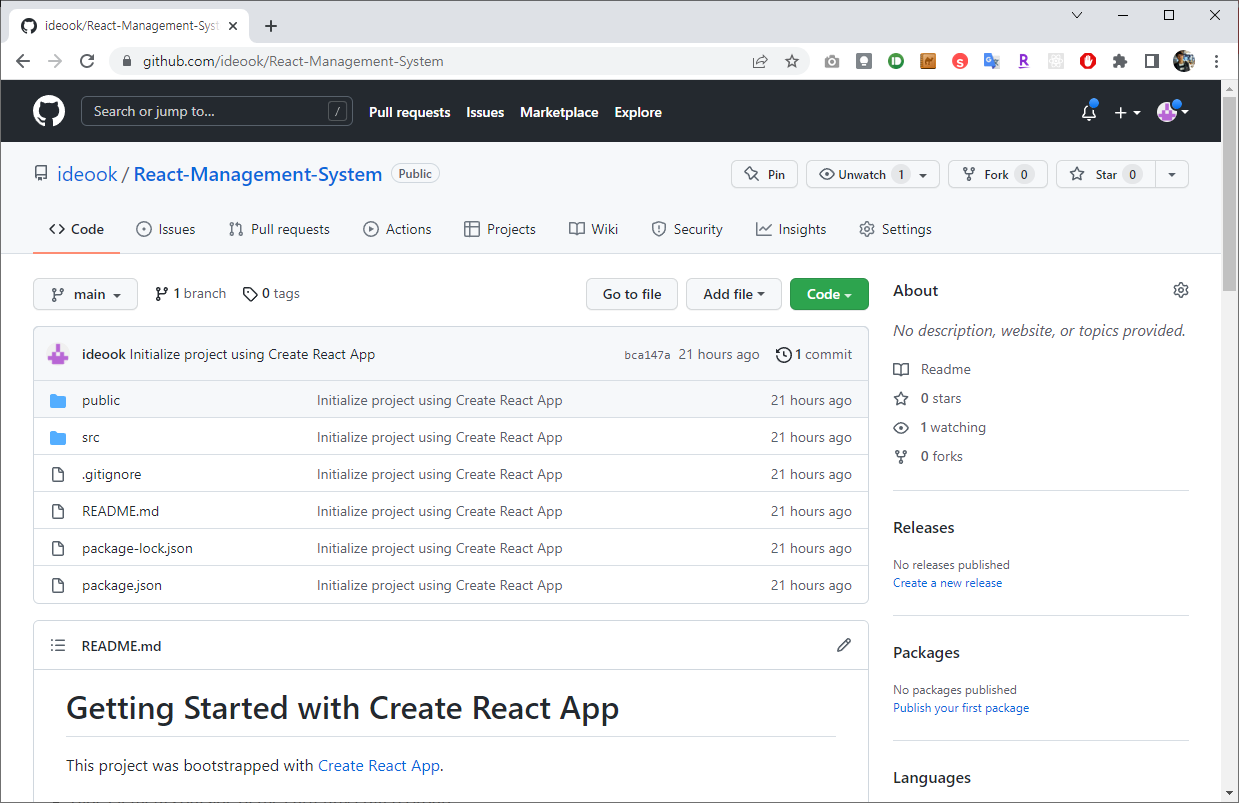 ideook/React-Management-Syst
github.com/ideook/React-Management-System
Search or jump to... /
Pull requests Issues Marketplace Explore
ideook / React-Management-System Public
Pin Unwatch 1 Fork 0 Star 0
Code Issues Pull requests Actions Projects Wiki Security Insights Settings
main 1 branch 0 tags Go to file Add file Code
ideook Initialize project using Create React App bca147a 21 hours ago 1 commit
public Initialize project using Create React App 21 hours ago
src Initialize project using Create React App 21 hours ago
.gitignore Initialize project using Create React App 21 hours ago
README.md Initialize project using Create React App 21 hours ago
package-lock.json Initialize project using Create React App 21 hours ago
package.json Initialize project using Create React App 21 hours ago
README.md
Getting Started with Create React App
This project was bootstrapped with Create React App.
About
No description, website, or topics provided.
Readme
0 stars
1 watching
0 forks
Releases
No releases published
Create a new release
Packages
No packages published
Publish your first package
Languages